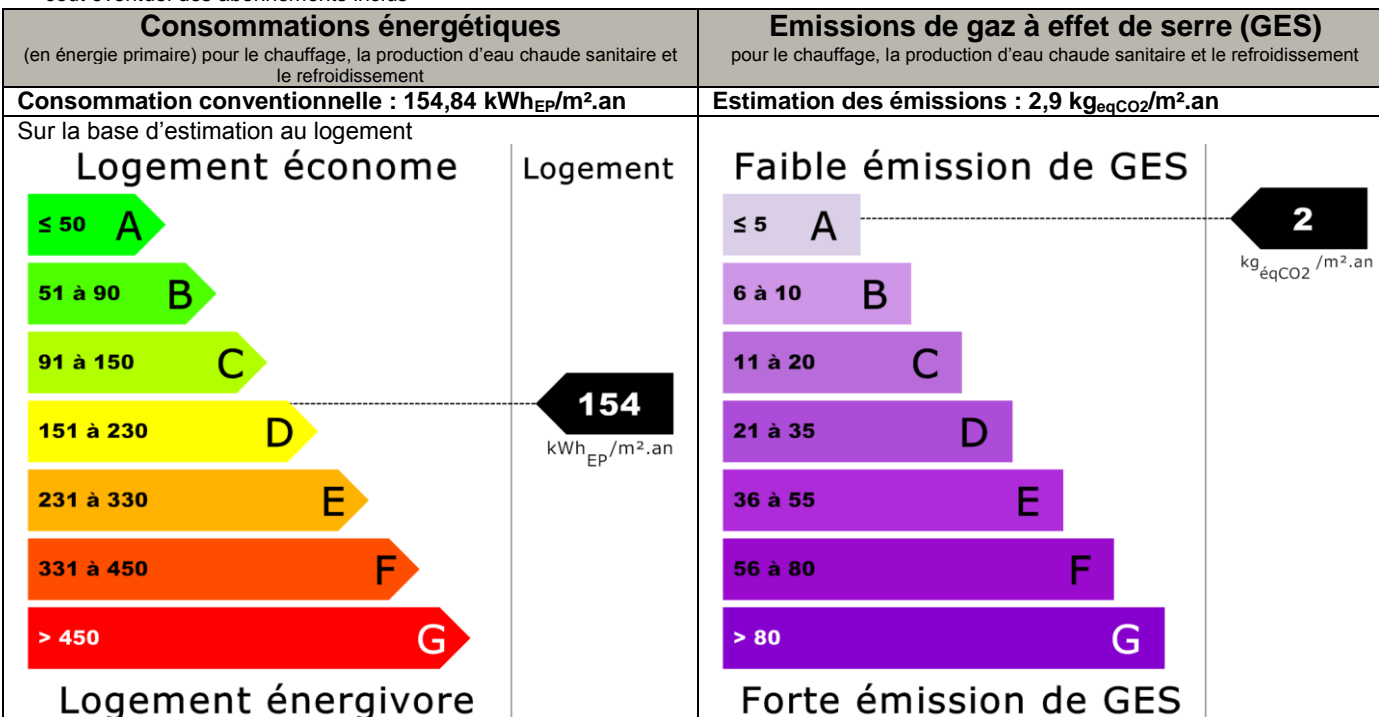 coût éventuel des abonnements inclus
Consommations énergétiques
(en énergie primaire) pour le chauffage, la production d'eau chaude sanitaire et
le refroidissement
Consommation conventionnelle : 154,84 kWhEP/m².an
Sur la base d'estimation au logement
Logement économe
Logement
≤ 50 A
51 à 90 B
91 à 150 C
151 à 230 D
231 à 330 E
331 à 450 F
> 450 G
154
kWhEP/m².an
Logement énergivore
Emissions de gaz à effet de serre (GES)
pour le chauffage, la production d'eau chaude sanitaire et le refroidissement
Estimation des émissions : 2,9 kgeqCO2/m².an
Faible émission de GES
≤ 5 A
6 à 10 B
11 à 20 C
21 à 35 D
36 à 55 E
56 à 80 F
> 80 G
2
kgéqCO2/m².an
Forte émission de GES